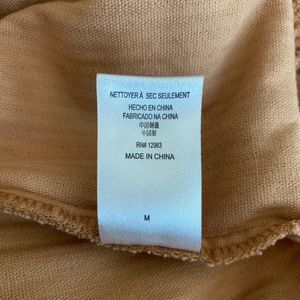 NETTOYER À SEC SEULEMENT
HECHO EN CHINA
FABRICADO NA CHINA
中国制造
中國製
RN# 12983
MADE IN CHINA
M